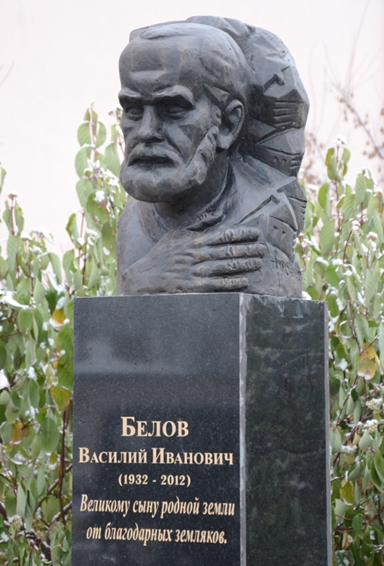 БЕЛОВ
ВАСИЛИЙ ИВАНОВИЧ
(1932 - 2012)
Великому сыну родной земли
от благодарных земляков.